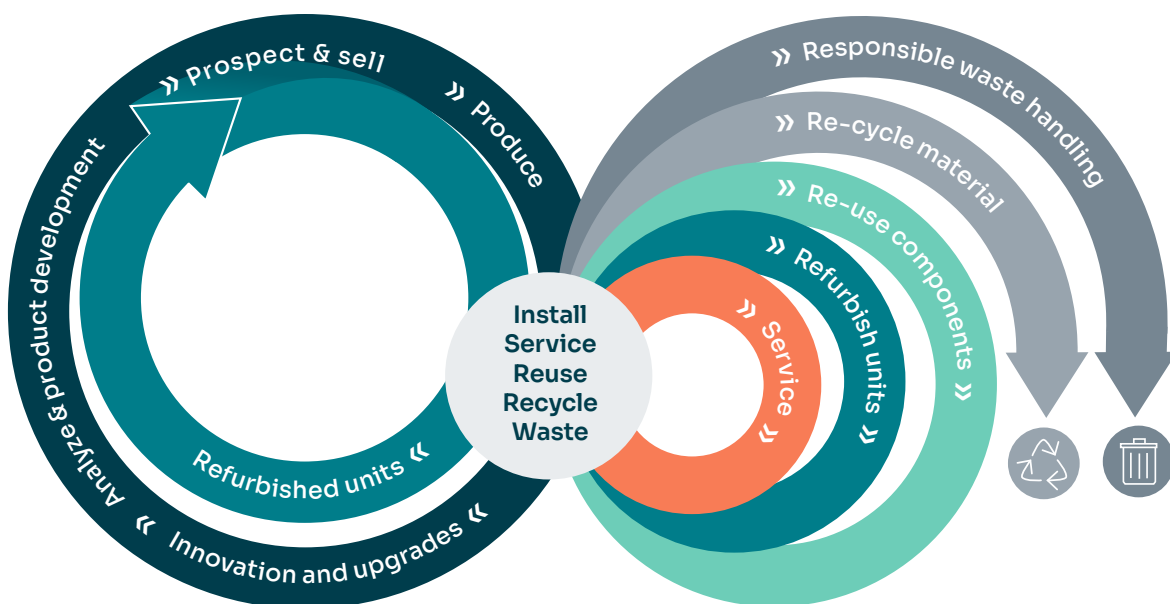 » Prospect & sell
» Produce
» Responsible waste handling
» Re-cycle material
» Re-use components »
» Refurbish units »
» Service »
Install
Service
Reuse
Recycle
Waste
Refurbished units «
Innovation and upgrades «
Analyze & product development «